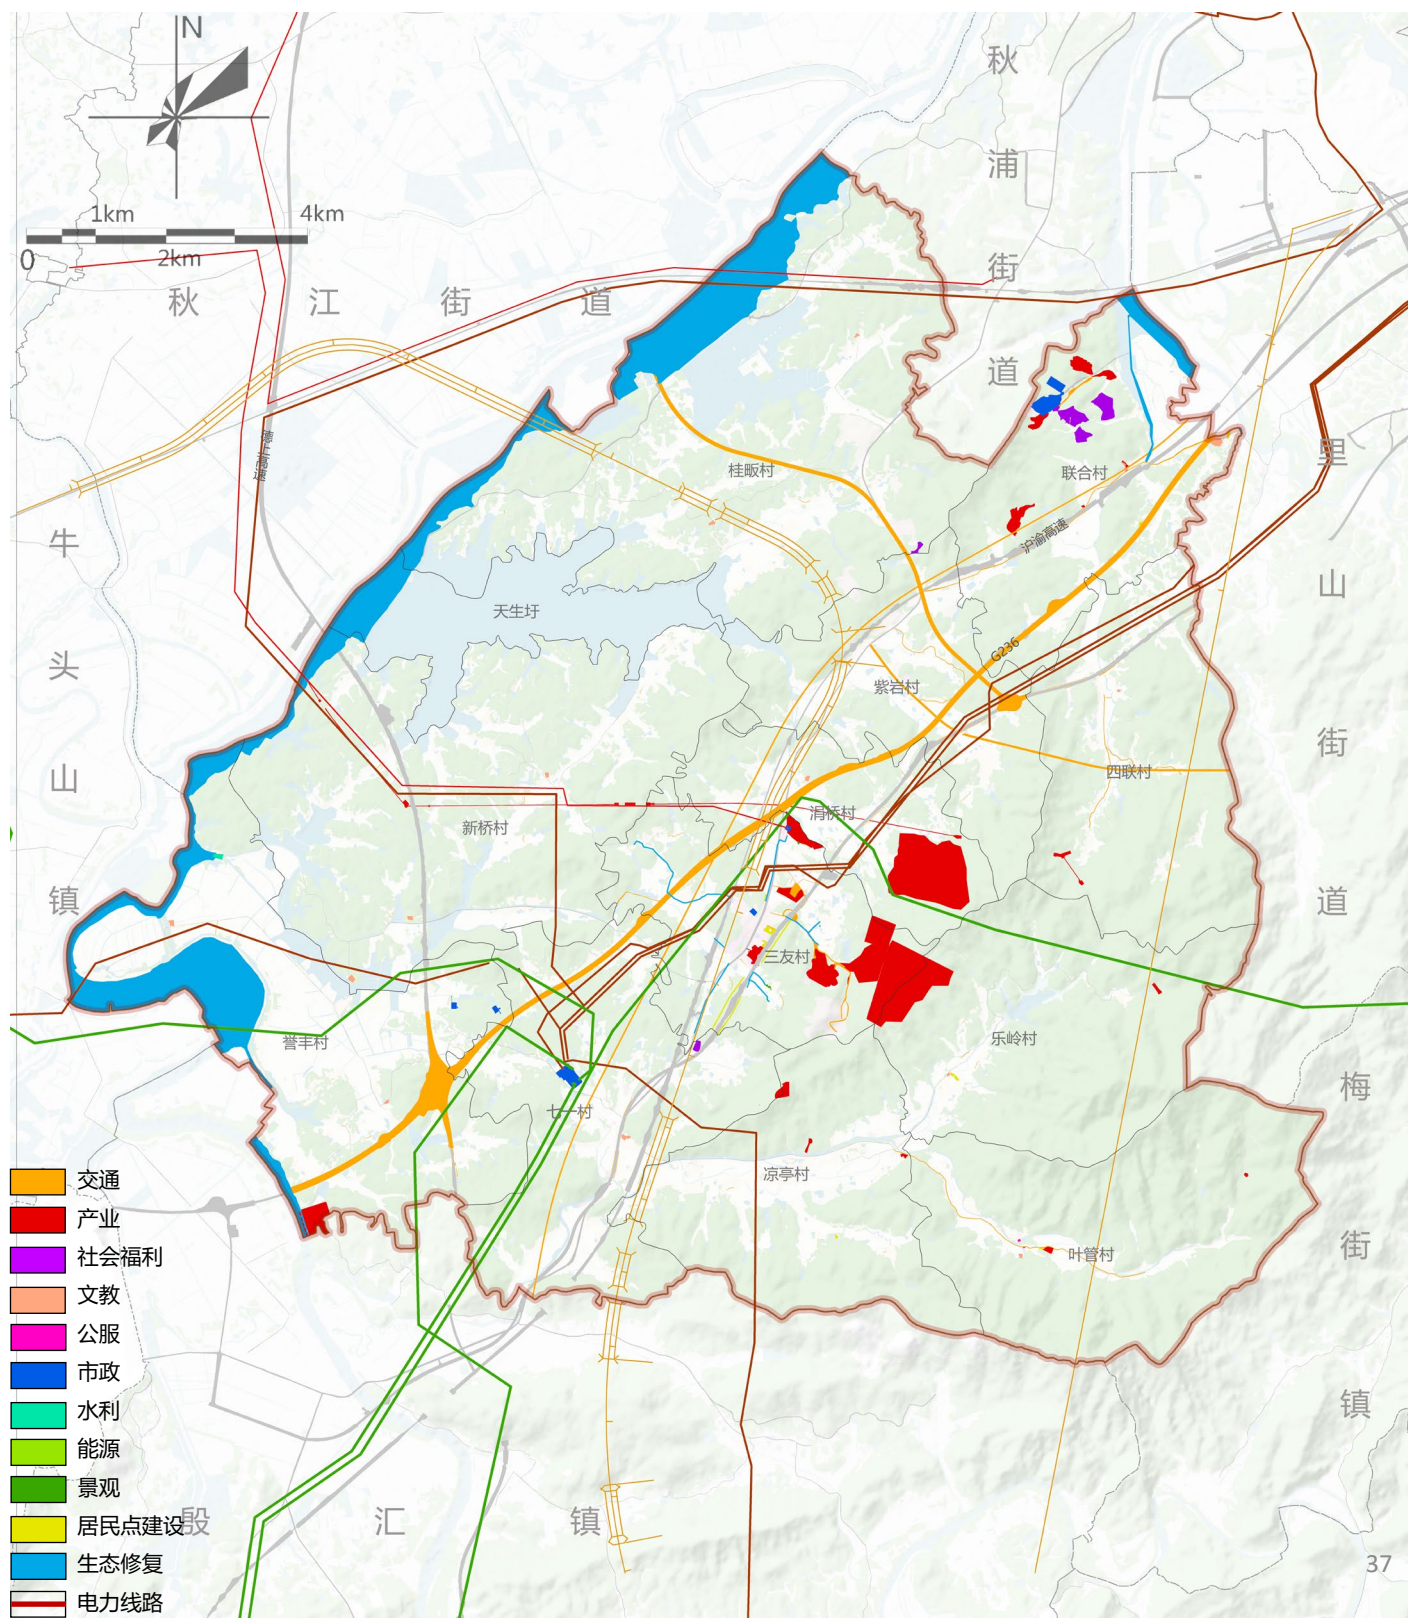 N
1km
4km
0
2km
秋江街道
秋浦街道
牛头山镇
里山街道
梅街镇
殷汇镇
德上高速
桂畈村
联合村
沪渝高速
天生圩
G236
紫岩村
四联村
涓桥村
新桥村
三友村
誉丰村
乐岭村
七一村
凉亭村
叶管村
交通
产业
社会福利
文教
公服
市政
水利
能源
景观
居民点建设
生态修复
电力线路
37